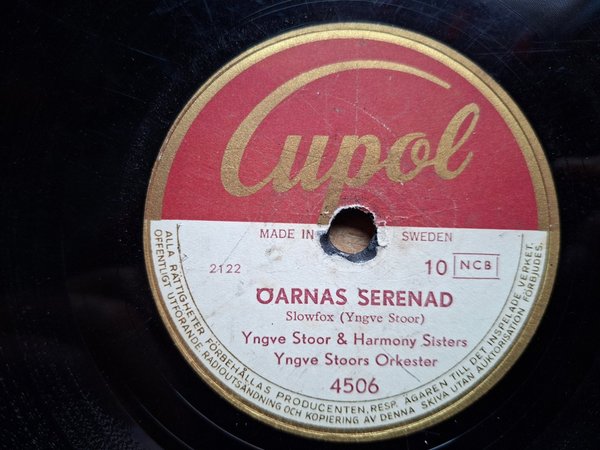 Cupol
MADE IN SWEDEN
2122 10 NCB
ÖARNAS SERENAD
Slowfox (Yngve Stoor)
Yngve Stoor & Harmony Sisters
Yngve Stoors Orkester
4506
ALLA RÄTTIGHETER FÖRBEHÅLLAS PRODUCENTEN, RESP. ÄGAREN TILL DET INSPELADE VERKET.
OFFENTLIGT UTFÖRANDE, RADIOUTSÄNDNING OCH KOPIERING AV DENNA SKIVA UTAN AUKTORISATION FÖRBJUDES.